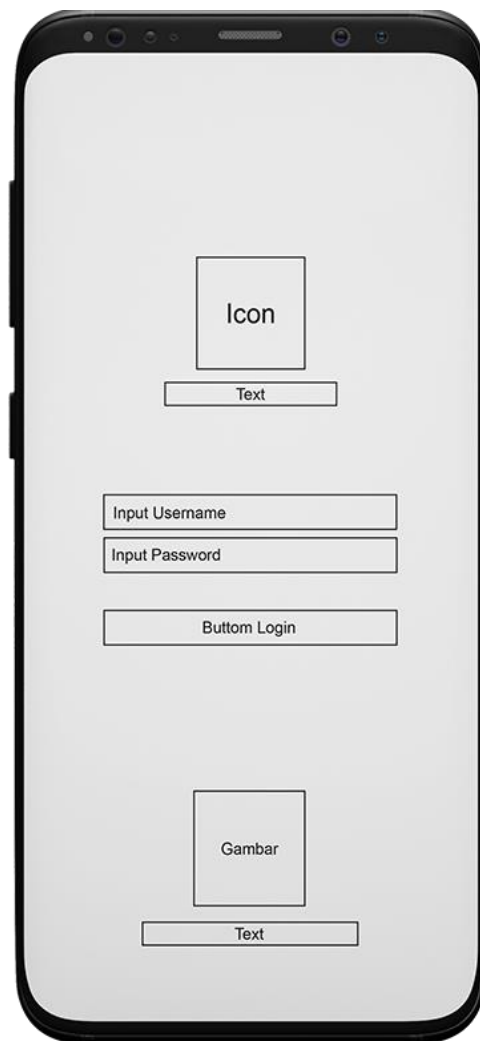 Icon
Text
Input Username
Input Password
Buttom Login
Gambar
Text